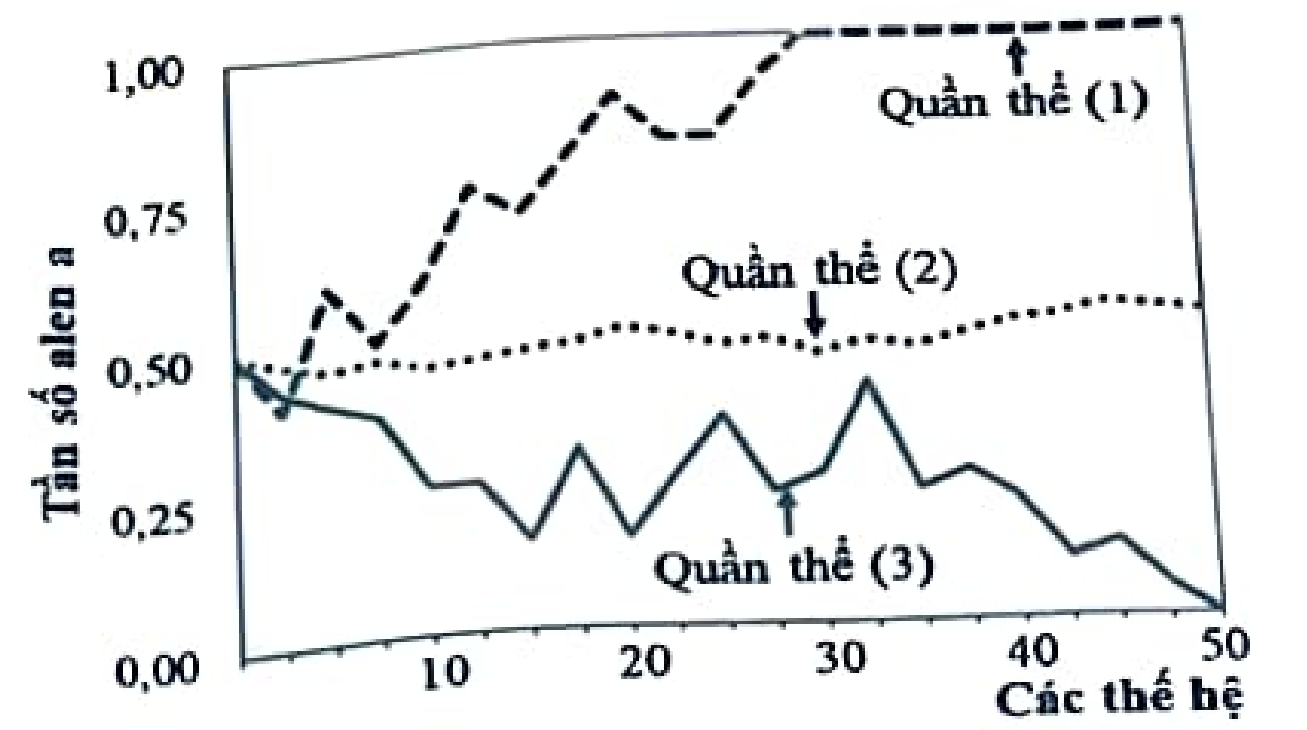 1,00
Quần thể (1)
0,75
Quần thể (2)
Tần số alen a
0,50
0,25
Quần thể (3)
0,00
10
20
30
40
50
Các thế hệ